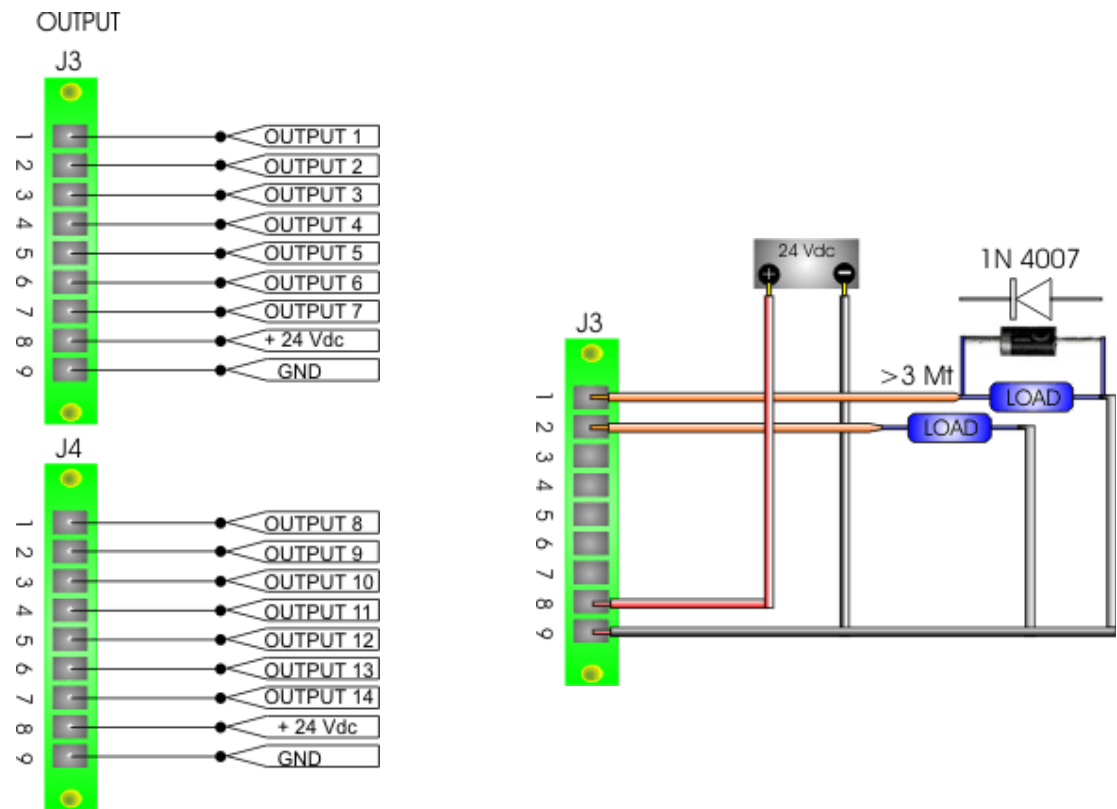 OUTPUT
J3
1 OUTPUT 1
2 OUTPUT 2
3 OUTPUT 3
4 OUTPUT 4
5 OUTPUT 5
6 OUTPUT 6
7 OUTPUT 7
8 + 24 Vdc
9 GND
J4
1 OUTPUT 8
2 OUTPUT 9
3 OUTPUT 10
4 OUTPUT 11
5 OUTPUT 12
6 OUTPUT 13
7 OUTPUT 14
8 + 24 Vdc
9 GND
24 Vdc
+ −
1N 4007
J3
>3 Mt
1 LOAD
2 LOAD
3
4
5
6
7
8
9